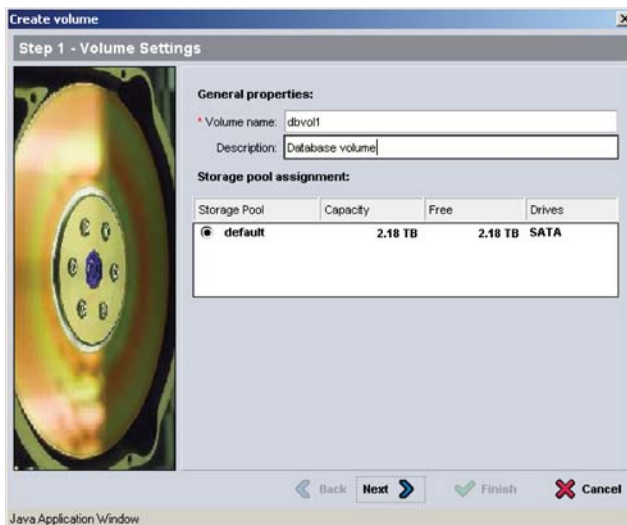 Create volume
Step 1 - Volume Settings
General properties:
* Volume name: dbvol1
Description: Database volume
Storage pool assignment:
Storage Pool Capacity Free Drives
default 2.18 TB 2.18 TB SATA
Back Next Finish Cancel
Java Application Window